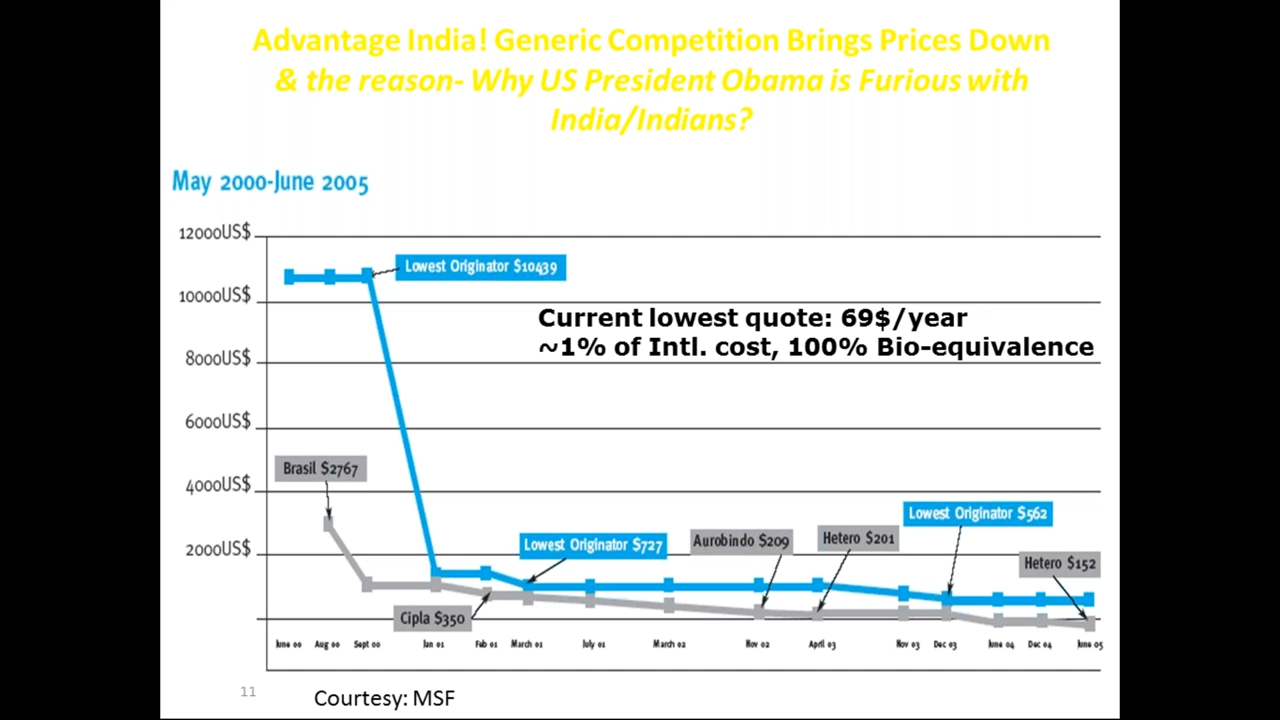 Advantage India! Generic Competition Brings Prices Down
& the reason- Why US President Obama is Furious with
India/Indians?
May 2000-June 2005
12000US$
Lowest Originator $10439
10000US$
Current lowest quote: 69$/year
~1% of Intl. cost, 100% Bio-equivalence
8000US$
6000US$
Brasil $2767
4000US$
Lowest Originator $562
Aurobindo $209
Hetero $201
Lowest Originator $727
2000US$
Hetero $152
Cipla $350
June 00 Aug 00 Sept 00 Jan 01 Feb 01 March 01 July 01 March 02 Nov 02 April 03 Nov 03 Dec 03 June 04 Dec 04 June 05
11
Courtesy: MSF